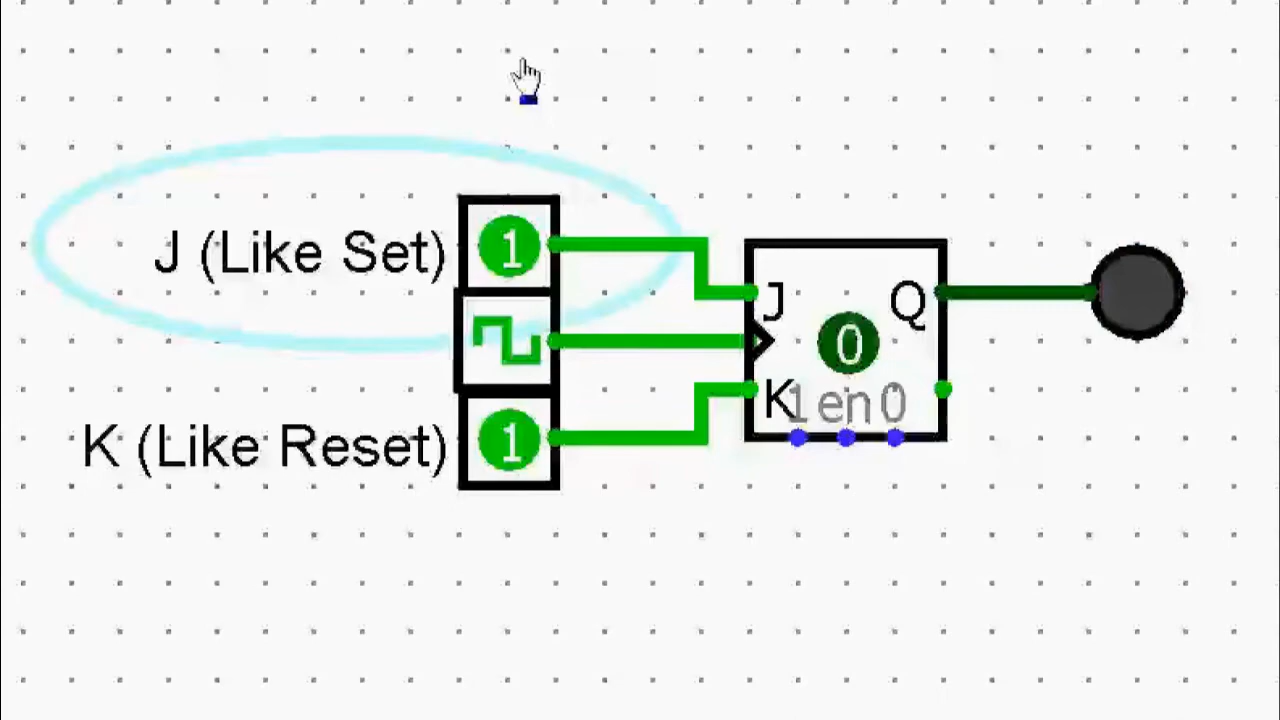 J (Like Set) 1
K (Like Reset) 1
J Q
0
K 1 en 0